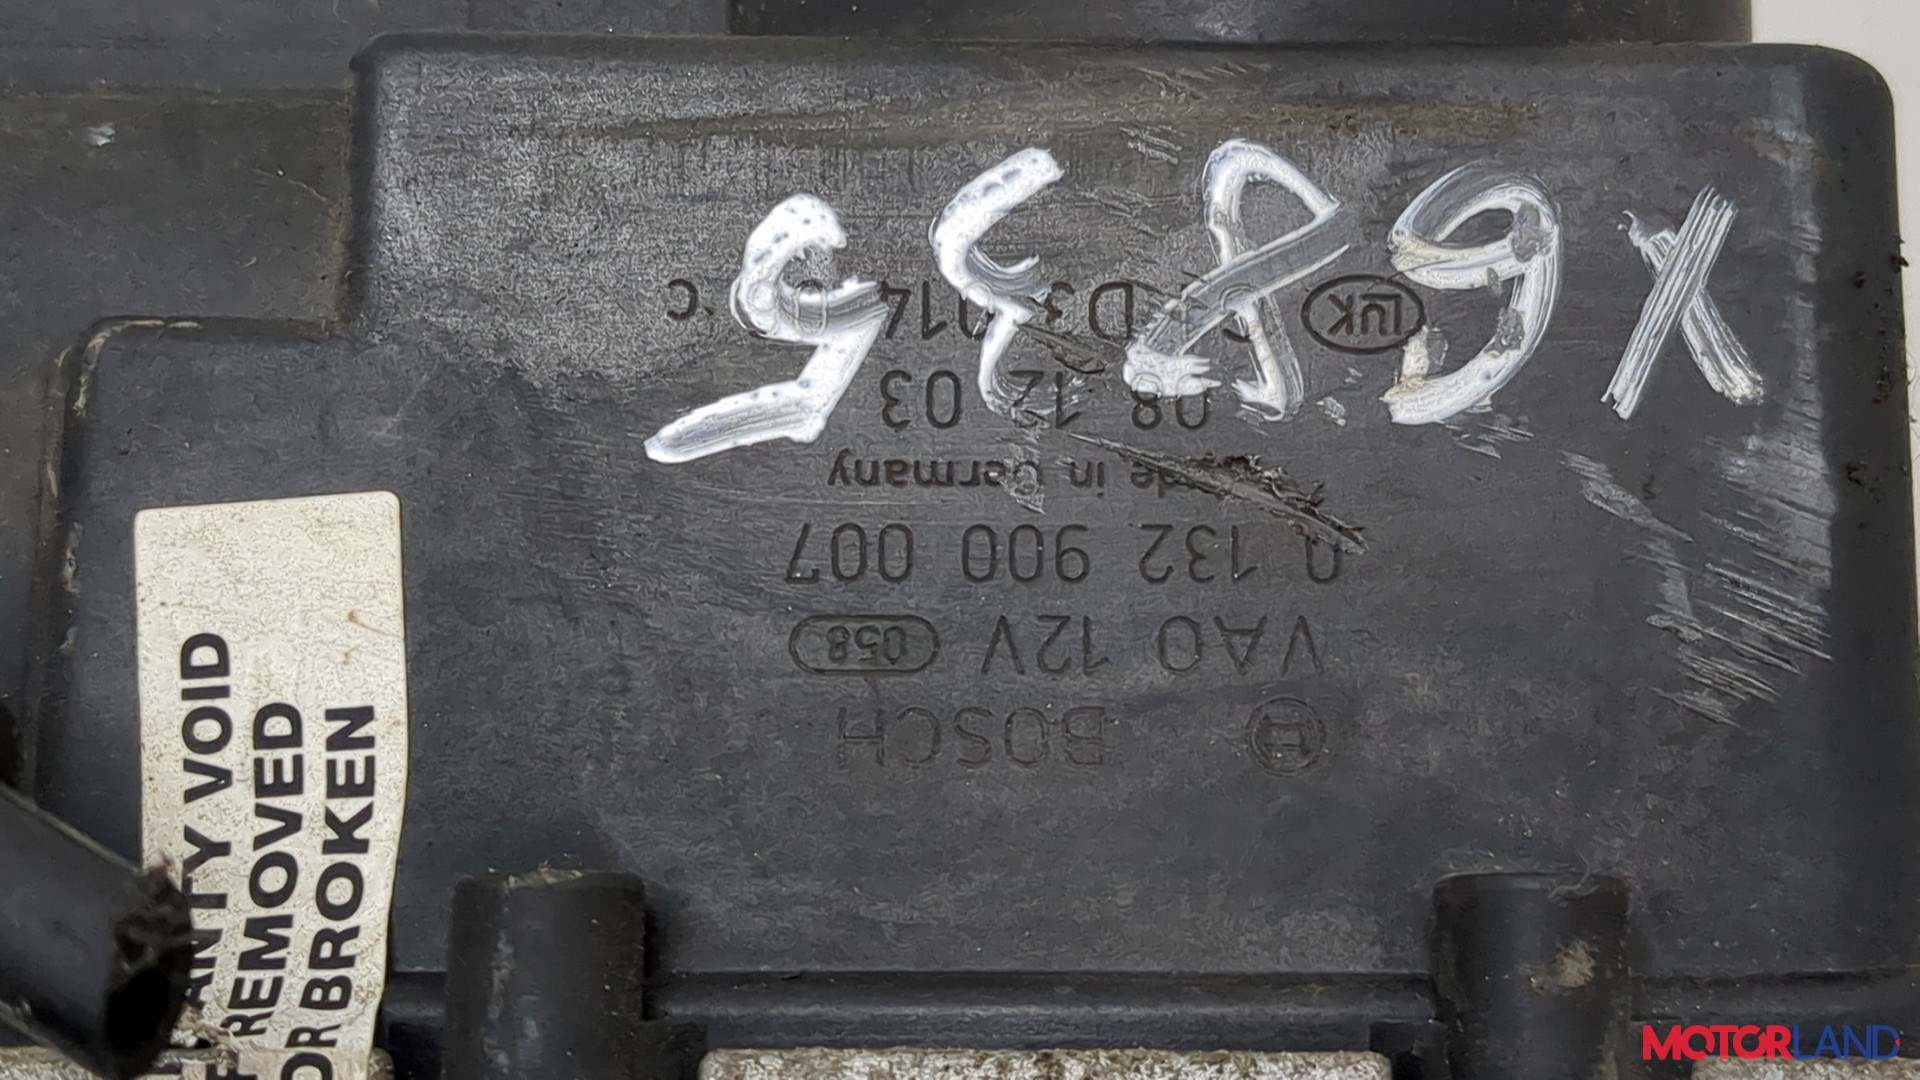 BOSCH
VAO 12V 058
0 132 900 007
Made in Germany
08 12 03
LUK D3 014 C
X6835
VOID
REMOVED
OR BROKEN
MOTORLAND